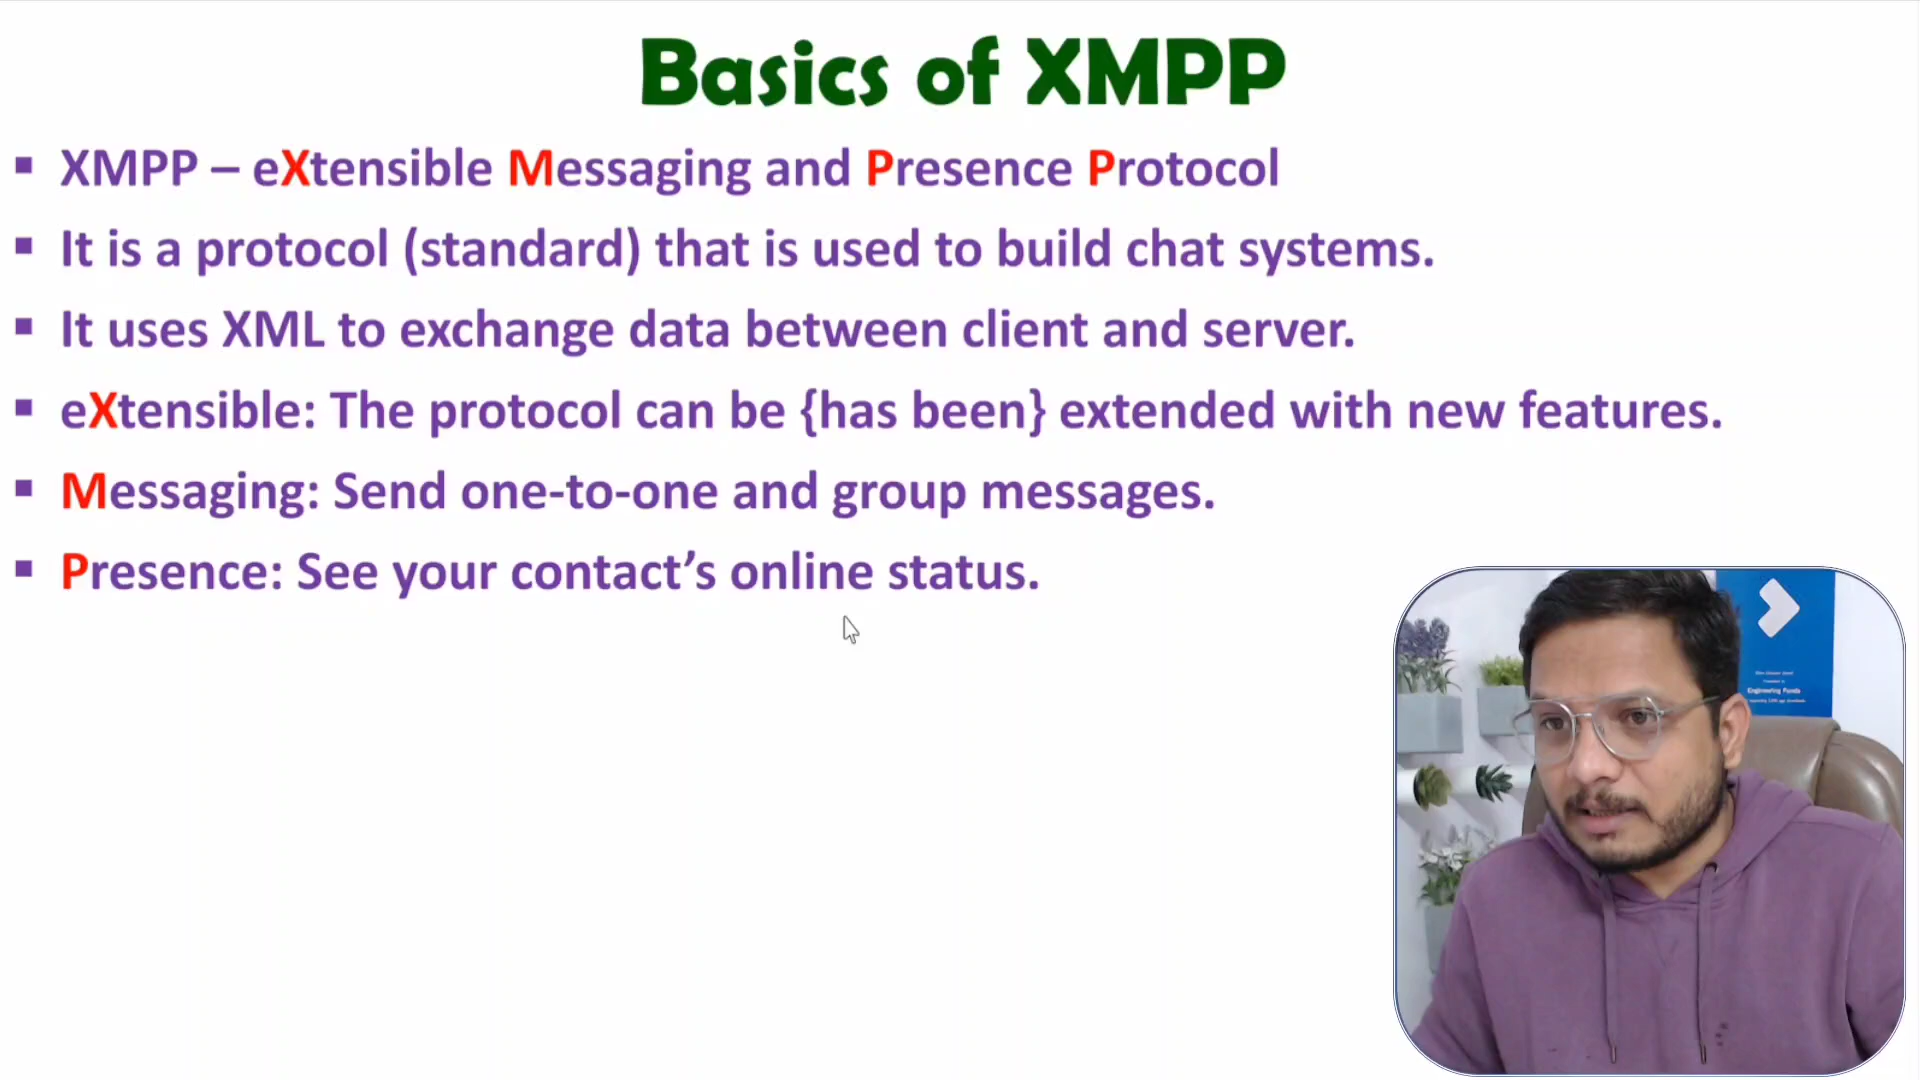 Basics of XMPP
▪ XMPP – eXtensible Messaging and Presence Protocol
▪ It is a protocol (standard) that is used to build chat systems.
▪ It uses XML to exchange data between client and server.
▪ eXtensible: The protocol can be {has been} extended with new features.
▪ Messaging: Send one-to-one and group messages.
▪ Presence: See your contact’s online status.
Engineering Funda